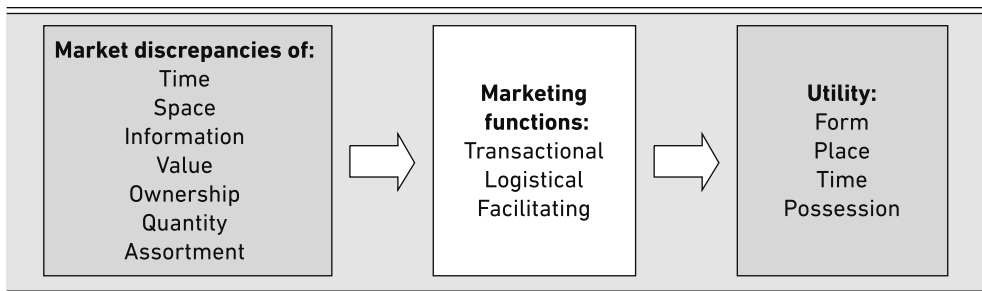 Market discrepancies of:
Time
Space
Information
Value
Ownership
Quantity
Assortment
Marketing
functions:
Transactional
Logistical
Facilitating
Utility:
Form
Place
Time
Possession